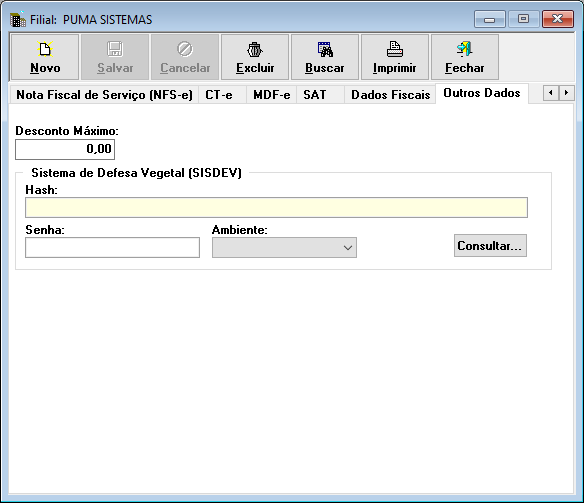 Filial: PUMA SISTEMAS
Novo Salvar Cancelar Excluir Buscar Imprimir Fechar
Nota Fiscal de Serviço (NFS-e) CT-e MDF-e SAT Dados Fiscais Outros Dados
Desconto Máximo:
0,00
Sistema de Defesa Vegetal (SISDEV)
Hash:
Senha: Ambiente:
Consultar...